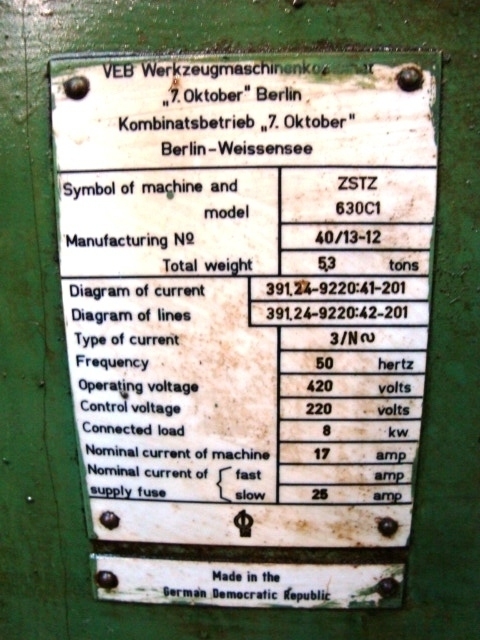 VEB Werkzeugmaschinenkombinat
„7. Oktober" Berlin
Kombinatsbetrieb „7. Oktober"
Berlin-Weissensee
Symbol of machine and model ZSTZ 630C1
Manufacturing Nº 40/13-12
Total weight 5,3 tons
Diagram of current 391.24-9220:41-201
Diagram of lines 391.24-9220:42-201
Type of current 3/N∾
Frequency 50 hertz
Operating voltage 420 volts
Control voltage 220 volts
Connected load 8 kw
Nominal current of machine 17 amp
Nominal current of { fast amp
supply fuse { slow 25 amp
Made in the
German Democratic Republic